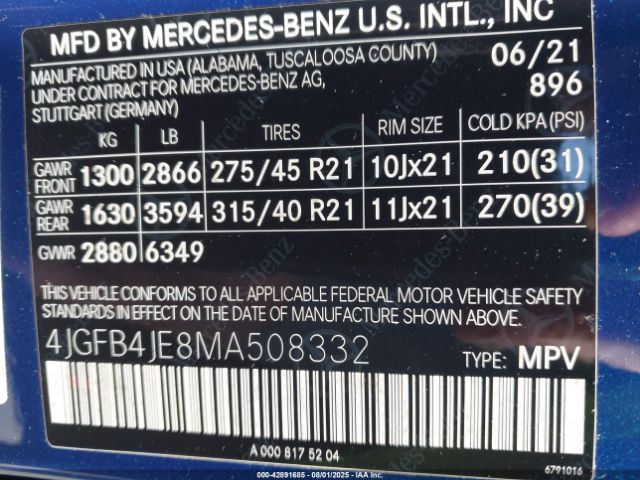 MFD BY MERCEDES-BENZ U.S. INTL., INC
MANUFACTURED IN USA (ALABAMA, TUSCALOOSA COUNTY) 06/21
UNDER CONTRACT FOR MERCEDES-BENZ AG, 896
STUTTGART (GERMANY)
KG LB TIRES RIM SIZE COLD KPA (PSI)
GAWR FRONT 1300 2866 275/45 R21 10Jx21 210(31)
GAWR REAR 1630 3594 315/40 R21 11Jx21 270(39)
GVWR 2880 6349
THIS VEHICLE CONFORMS TO ALL APPLICABLE FEDERAL MOTOR VEHICLE SAFETY
STANDARDS IN EFFECT ON THE DATE OF MANUFACTURE SHOWN ABOVE.
4JGFB4JE8MA508332 TYPE: MPV
A 000 817 52 04
6791016
000-42891685 - 08/01/2025 - IAAI.COM